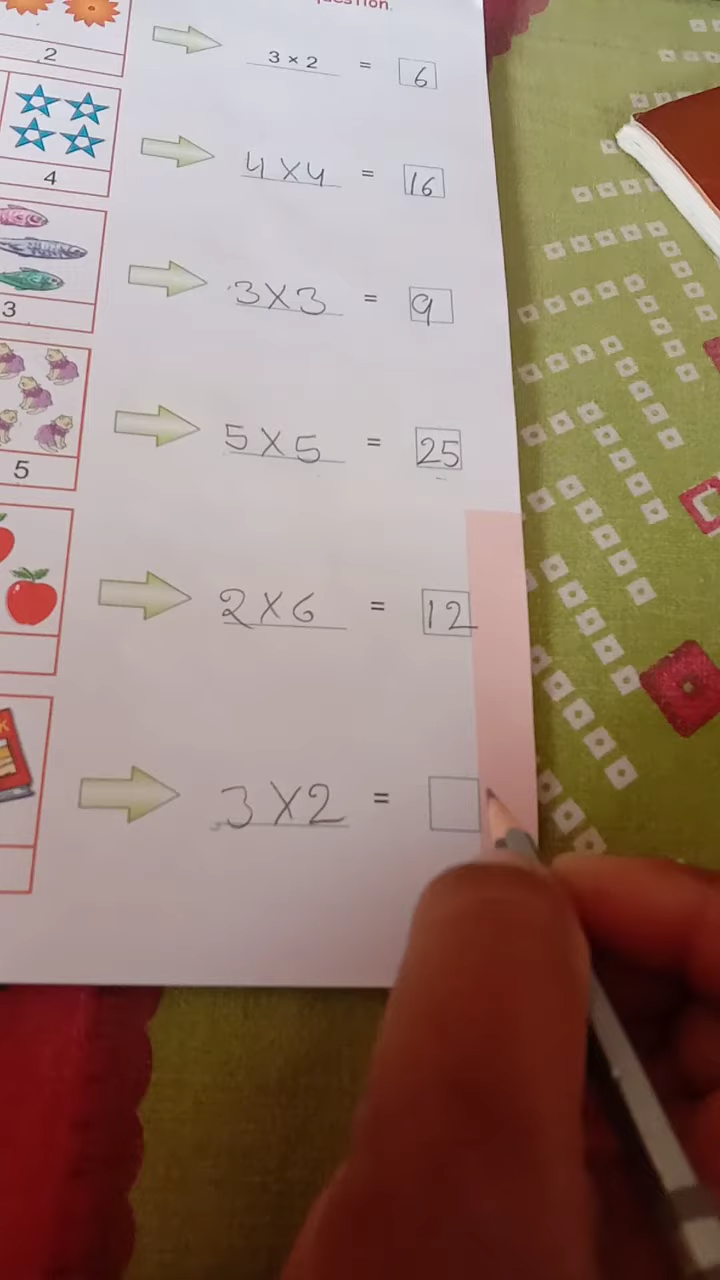 question.
2
3 × 2 = 6
4
4 X 4 = 16
3
3 X 3 = 9
5
5 X 5 = 25
2 X 6 = 12
3 X 2 =